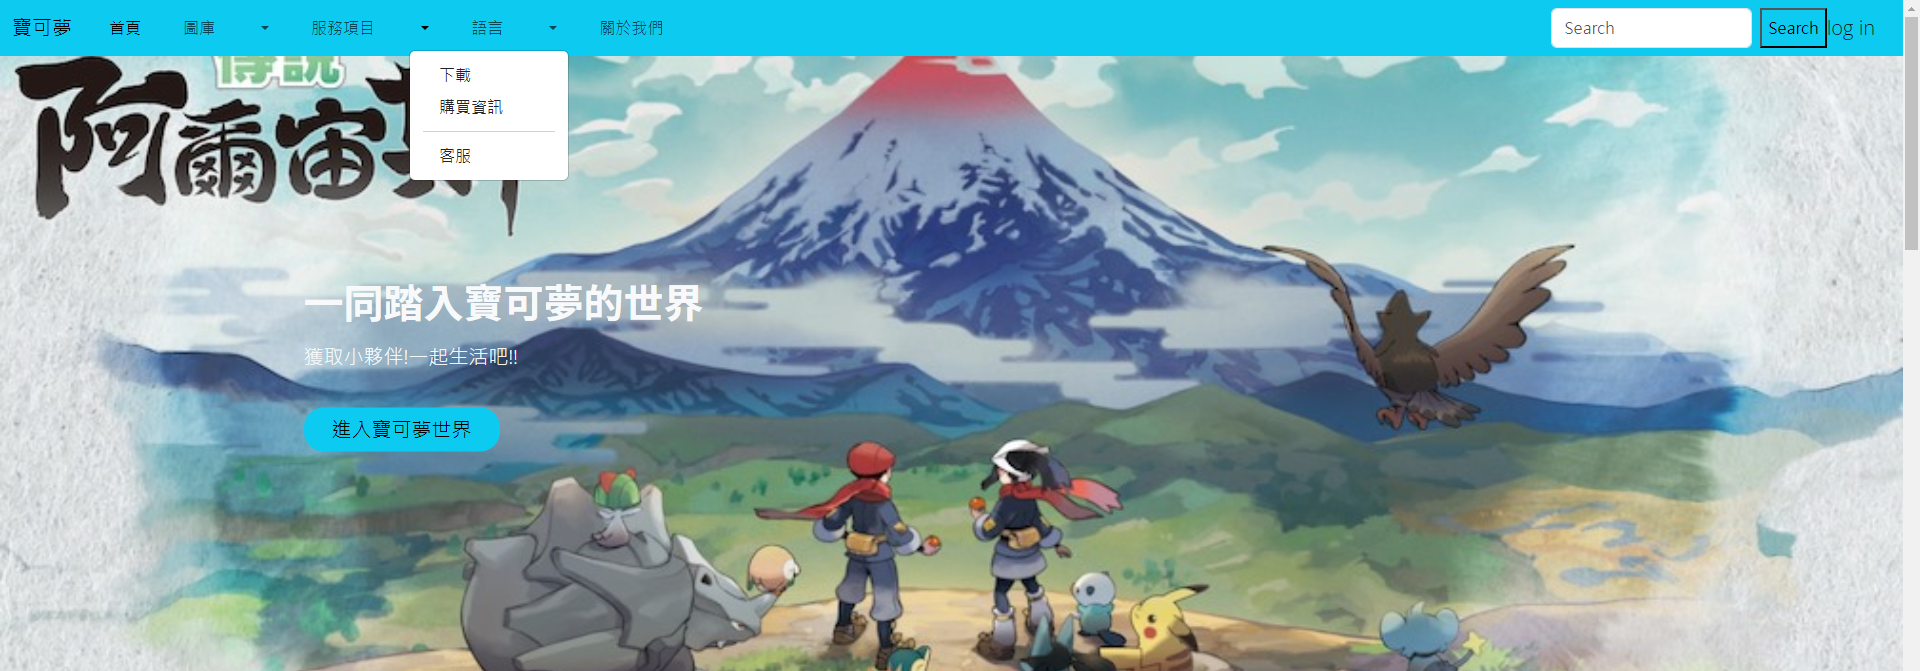 寶可夢 首頁 圖庫 服務項目 語言 關於我們 Search Search log in
下載
購買資訊
客服
傳說
阿爾宙斯
一同踏入寶可夢的世界
獲取小夥伴!一起生活吧!!
進入寶可夢世界